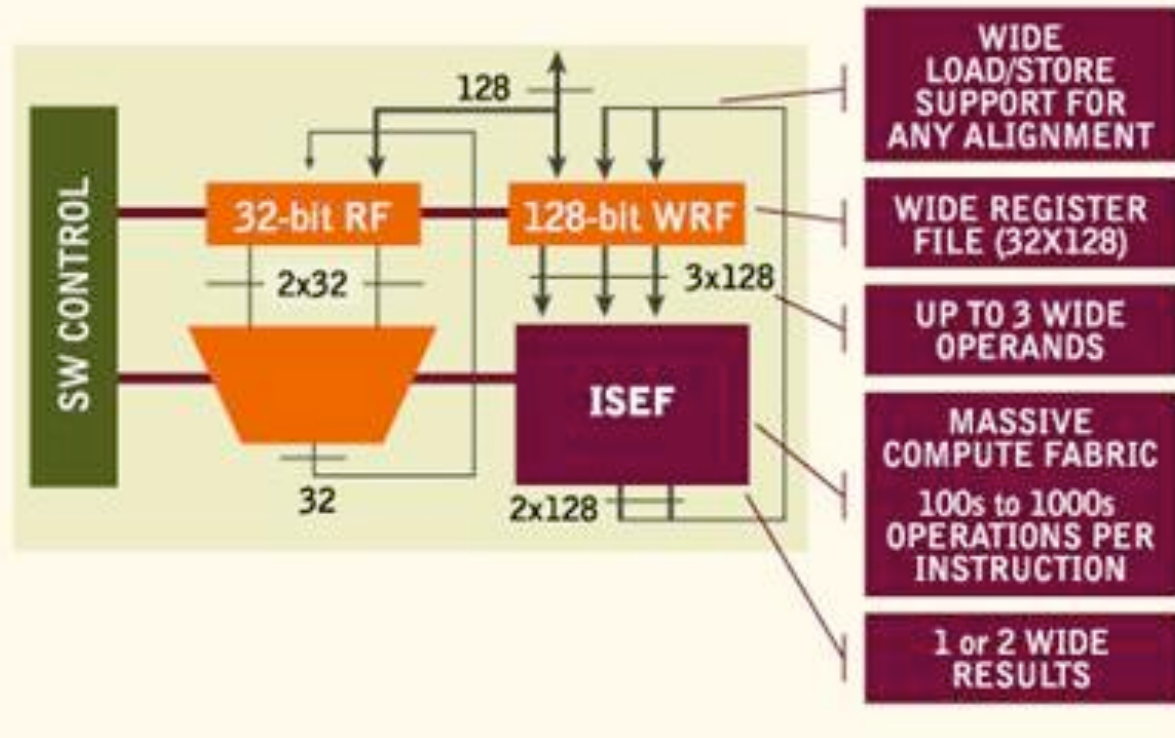 SW CONTROL
128
32-bit RF
128-bit WRF
2x32
3x128
ISEF
32
2x128
WIDE
LOAD/STORE
SUPPORT FOR
ANY ALIGNMENT
WIDE REGISTER
FILE (32X128)
UP TO 3 WIDE
OPERANDS
MASSIVE
COMPUTE FABRIC
100s to 1000s
OPERATIONS PER
INSTRUCTION
1 or 2 WIDE
RESULTS